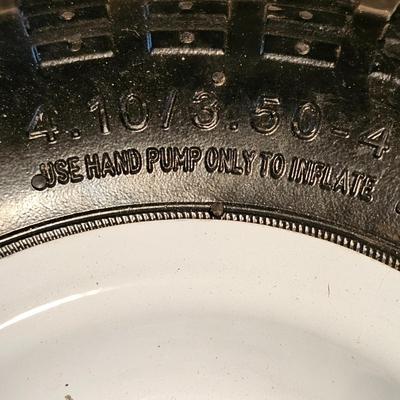 4.10/3.50-4
USE HAND PUMP ONLY TO INFLATE